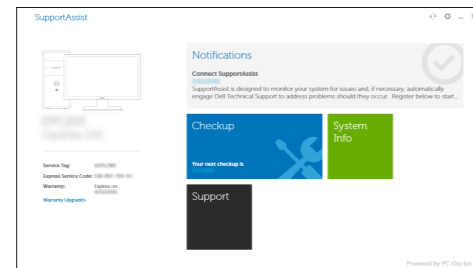 SupportAssist
Notifications
Connect SupportAssist
SupportAssist is designed to monitor your system for issues and, if necessary, automatically
engage Dell Technical Support to address problems should they occur. Register below to start...
Checkup
Your next checkup is
System
Info
Support
Service Tag:
Express Service Code:
Warranty: Expires on
Warranty Upgrades
Powered by PC-Doctor